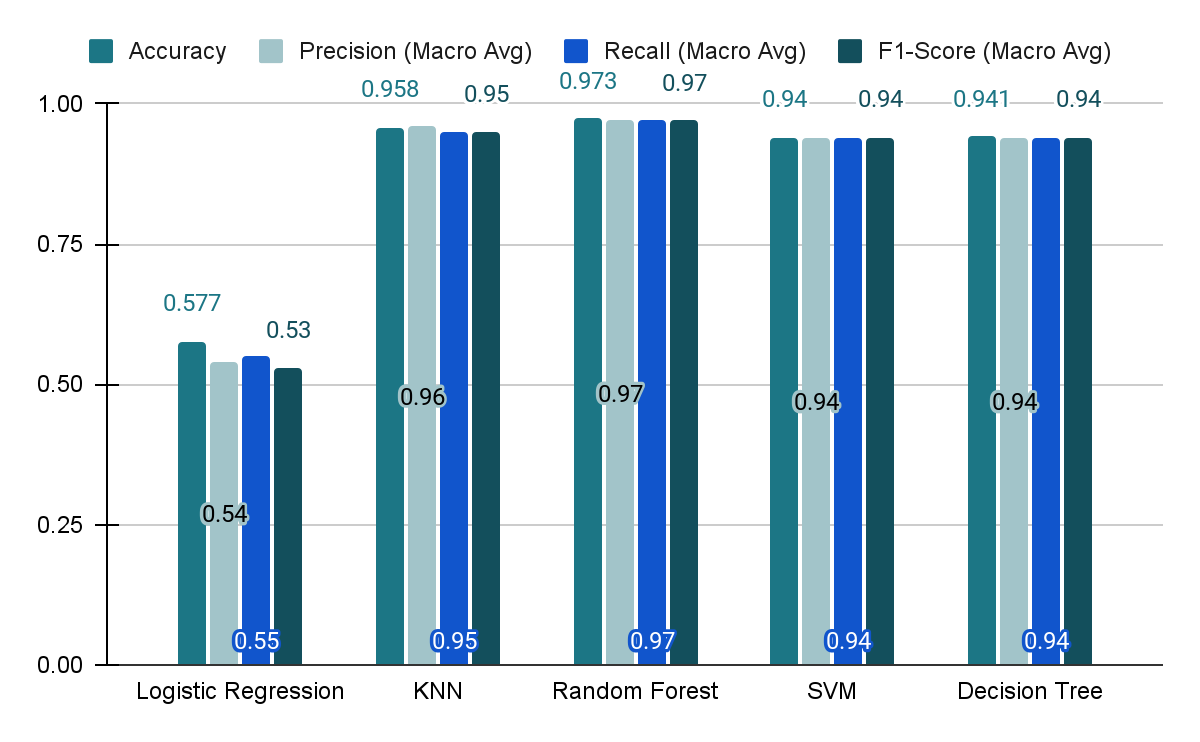 Accuracy Precision (Macro Avg) Recall (Macro Avg) F1-Score (Macro Avg)
0.958 0.95 0.973 0.97 0.94 0.94 0.941 0.94
1.00
0.75
0.577 0.53
0.50
0.96 0.97 0.94 0.94
0.54
0.25
0.55 0.95 0.97 0.94 0.94
0.00
Logistic Regression KNN Random Forest SVM Decision Tree